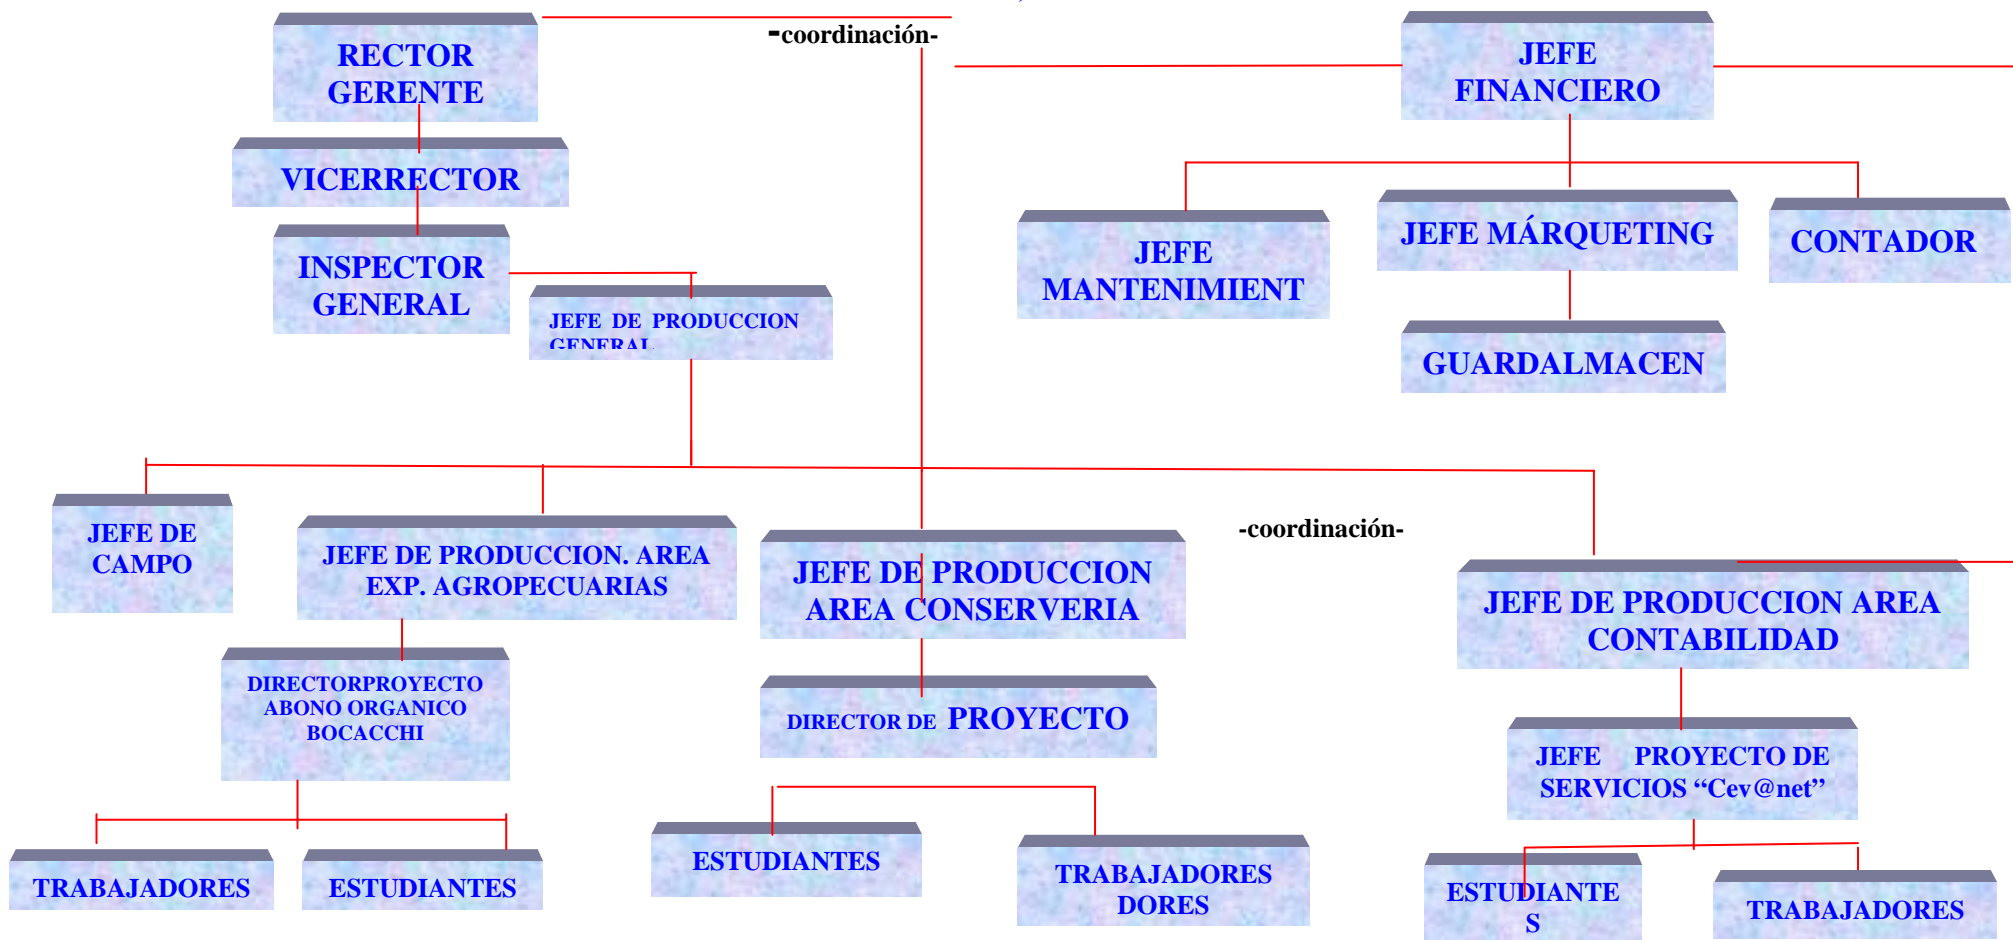 -coordinación-
RECTOR
GERENTE
JEFE
FINANCIERO
VICERRECTOR
INSPECTOR
GENERAL
JEFE MÁRQUETING
CONTADOR
JEFE
MANTENIMIENT
JEFE DE PRODUCCION
GENERAL
GUARDALMACEN
-coordinación-
JEFE DE
CAMPO
JEFE DE PRODUCCION. AREA
EXP. AGROPECUARIAS
JEFE DE PRODUCCION
AREA CONSERVERIA
JEFE DE PRODUCCION AREA
CONTABILIDAD
DIRECTORPROYECTO
ABONO ORGANICO
BOCACCHI
DIRECTOR DE PROYECTO
JEFE PROYECTO DE
SERVICIOS “Cev@net”
TRABAJADORES
ESTUDIANTES
ESTUDIANTES
TRABAJADORES
DORES
ESTUDIANTE
S
TRABAJADORES